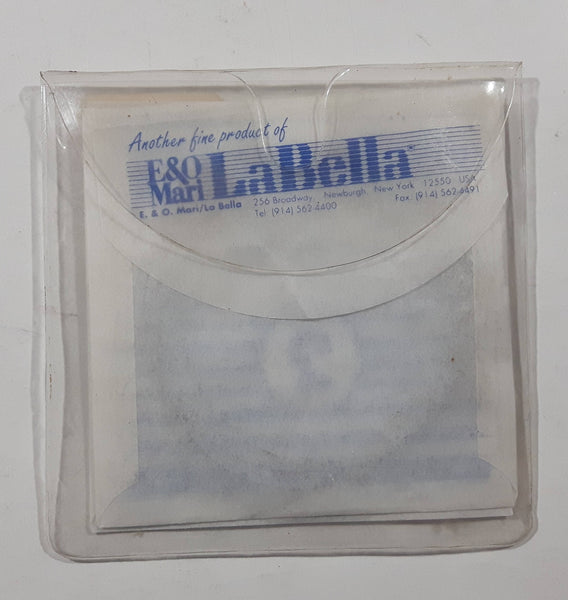 Another fine product of
E&O
Mari LaBella
E. & O. Mari/La Bella 256 Broadway, Newburgh, New York 12550 USA
Tel: (914) 562-4400 Fax: (914) 562-4491